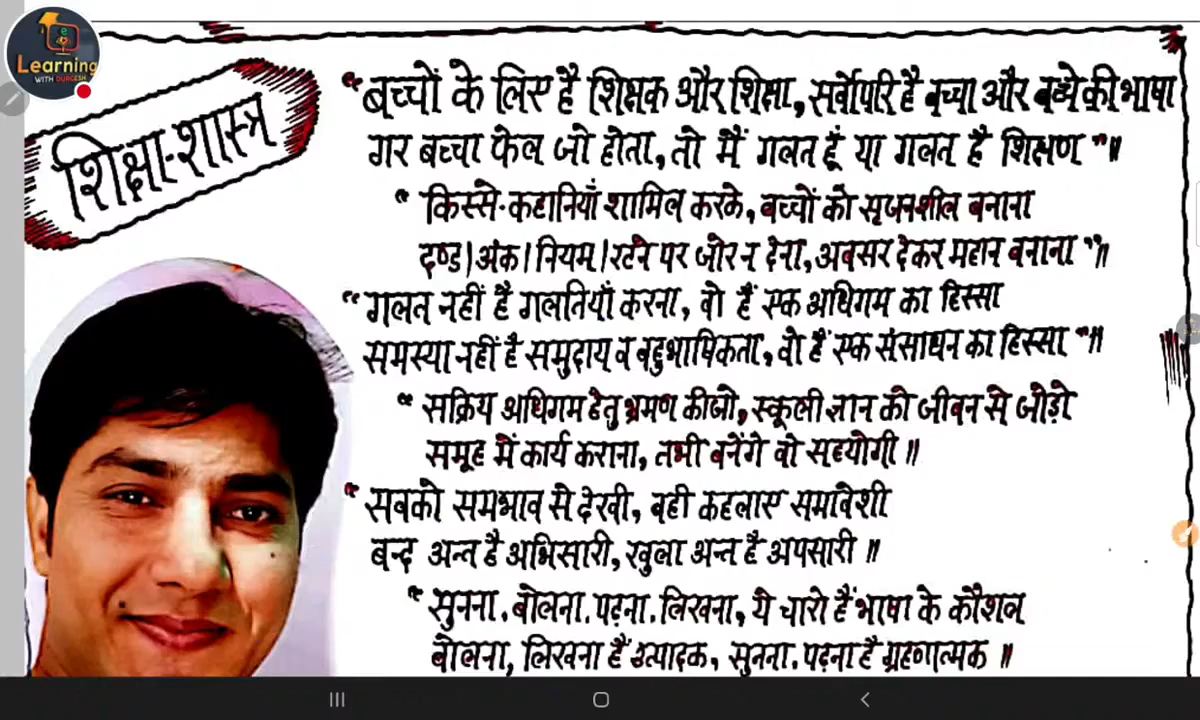 Learning
WITH DURGESH
शिक्षा-शास्त्र
“बच्चों के लिए है शिक्षक और शिक्षा, सर्वोपरि है बच्चा और बच्चे की भाषा
गर बच्चा फेल जो होता, तो मैं गलत हूं या गलत है शिक्षण”॥
“किस्से-कहानियाँ शामिल करके, बच्चों को सृजनशील बनाना
दण्ड।अंक।नियम।रटने पर जोर न देना, अवसर देकर महान बनाना”॥
“गलत नहीं है गलतियाँ करना, वो हैं एक अधिगम का हिस्सा
समस्या नहीं है समुदाय व बहुभाषिकता, वो हैं एक संसाधन का हिस्सा”॥
“सक्रिय अधिगम हेतु भ्रमण कीजो, स्कूली ज्ञान को जीवन से जोड़ो
समूह में कार्य कराना, तभी बनेंगे वो सहयोगी॥
“सबको समभाव से देखी, वही कहलाए समावेशी
बन्द अन्त है अभिसारी, खुला अन्त है अपसारी॥
“सुनना.बोलना.पढ़ना.लिखना, ये चारो हैं भाषा के कौशल
बोलना, लिखना हैं उत्पादक, सुनना.पढ़ना है ग्रहणात्मक॥